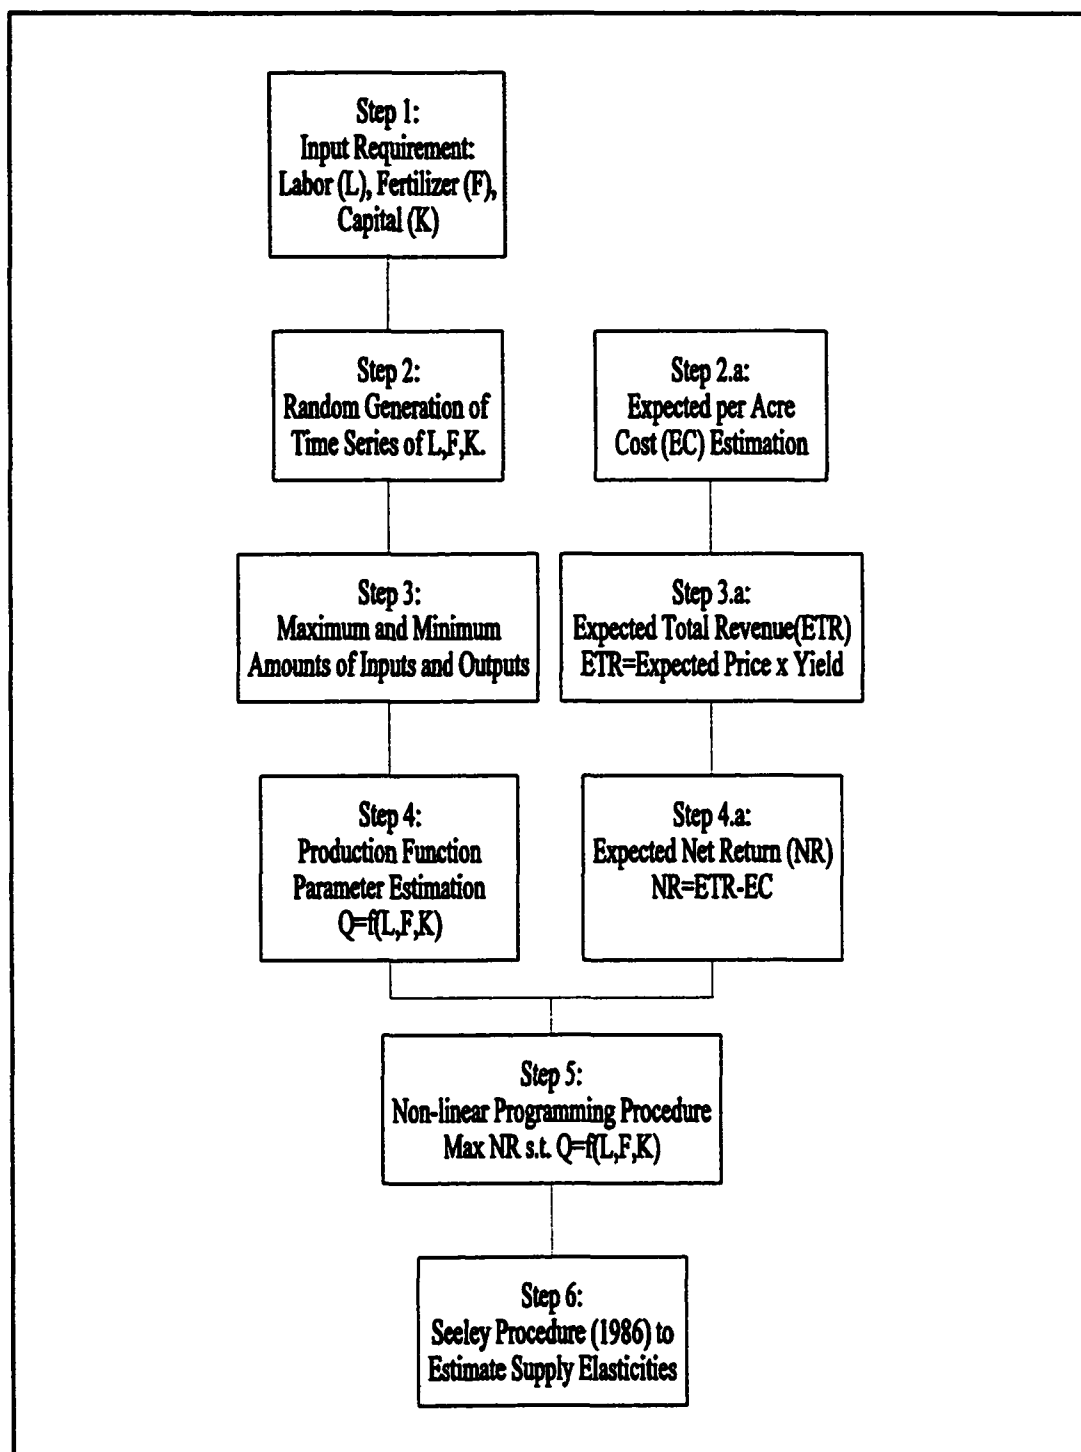 Step 1:
Input Requirement:
Labor (L), Fertilizer (F),
Capital (K)
Step 2:
Random Generation of
Time Series of L,F,K.
Step 2.a:
Expected per Acre
Cost (EC) Estimation
Step 3:
Maximum and Minimum
Amounts of Inputs and Outputs
Step 3.a:
Expected Total Revenue(ETR)
ETR=Expected Price x Yield
Step 4:
Production Function
Parameter Estimation
Q=f(L,F,K)
Step 4.a:
Expected Net Return (NR)
NR=ETR-EC
Step 5:
Non-linear Programming Procedure
Max NR s.t. Q=f(L,F,K)
Step 6:
Seeley Procedure (1986) to
Estimate Supply Elasticities